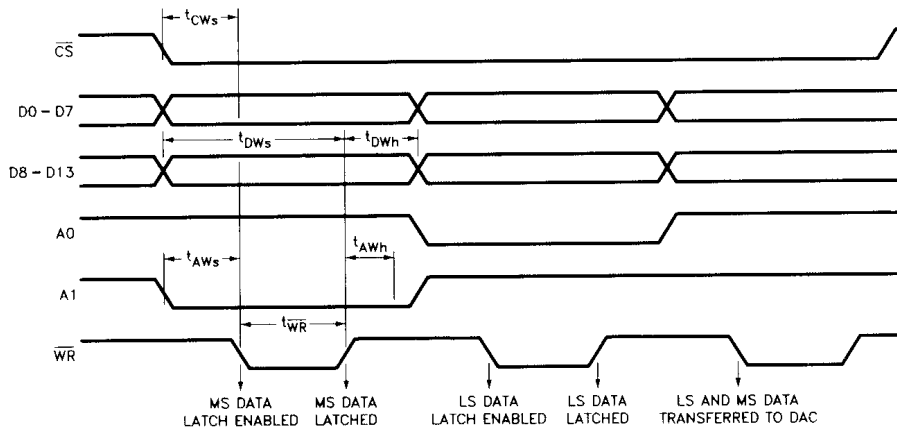 tCWs
CS
D0 – D7
tDWs
tDWh
D8 – D13
A0
tAWs
tAWh
A1
tWR
WR
MS DATA
LATCH ENABLED
MS DATA
LATCHED
LS DATA
LATCH ENABLED
LS DATA
LATCHED
LS AND MS DATA
TRANSFERRED TO DAC